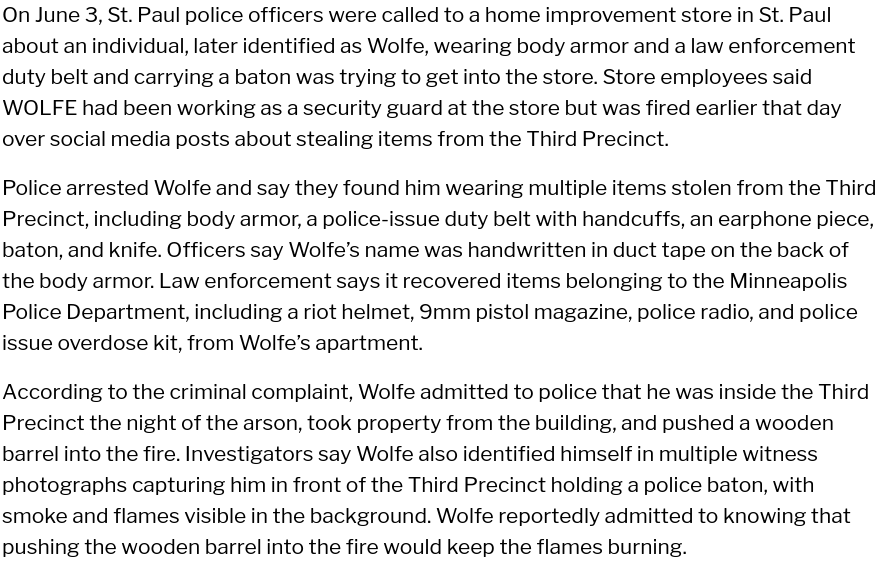 On June 3, St. Paul police officers were called to a home improvement store in St. Paul
about an individual, later identified as Wolfe, wearing body armor and a law enforcement
duty belt and carrying a baton was trying to get into the store. Store employees said
WOLFE had been working as a security guard at the store but was fired earlier that day
over social media posts about stealing items from the Third Precinct.
Police arrested Wolfe and say they found him wearing multiple items stolen from the Third
Precinct, including body armor, a police-issue duty belt with handcuffs, an earphone piece,
baton, and knife. Officers say Wolfe’s name was handwritten in duct tape on the back of
the body armor. Law enforcement says it recovered items belonging to the Minneapolis
Police Department, including a riot helmet, 9mm pistol magazine, police radio, and police
issue overdose kit, from Wolfe’s apartment.
According to the criminal complaint, Wolfe admitted to police that he was inside the Third
Precinct the night of the arson, took property from the building, and pushed a wooden
barrel into the fire. Investigators say Wolfe also identified himself in multiple witness
photographs capturing him in front of the Third Precinct holding a police baton, with
smoke and flames visible in the background. Wolfe reportedly admitted to knowing that
pushing the wooden barrel into the fire would keep the flames burning.